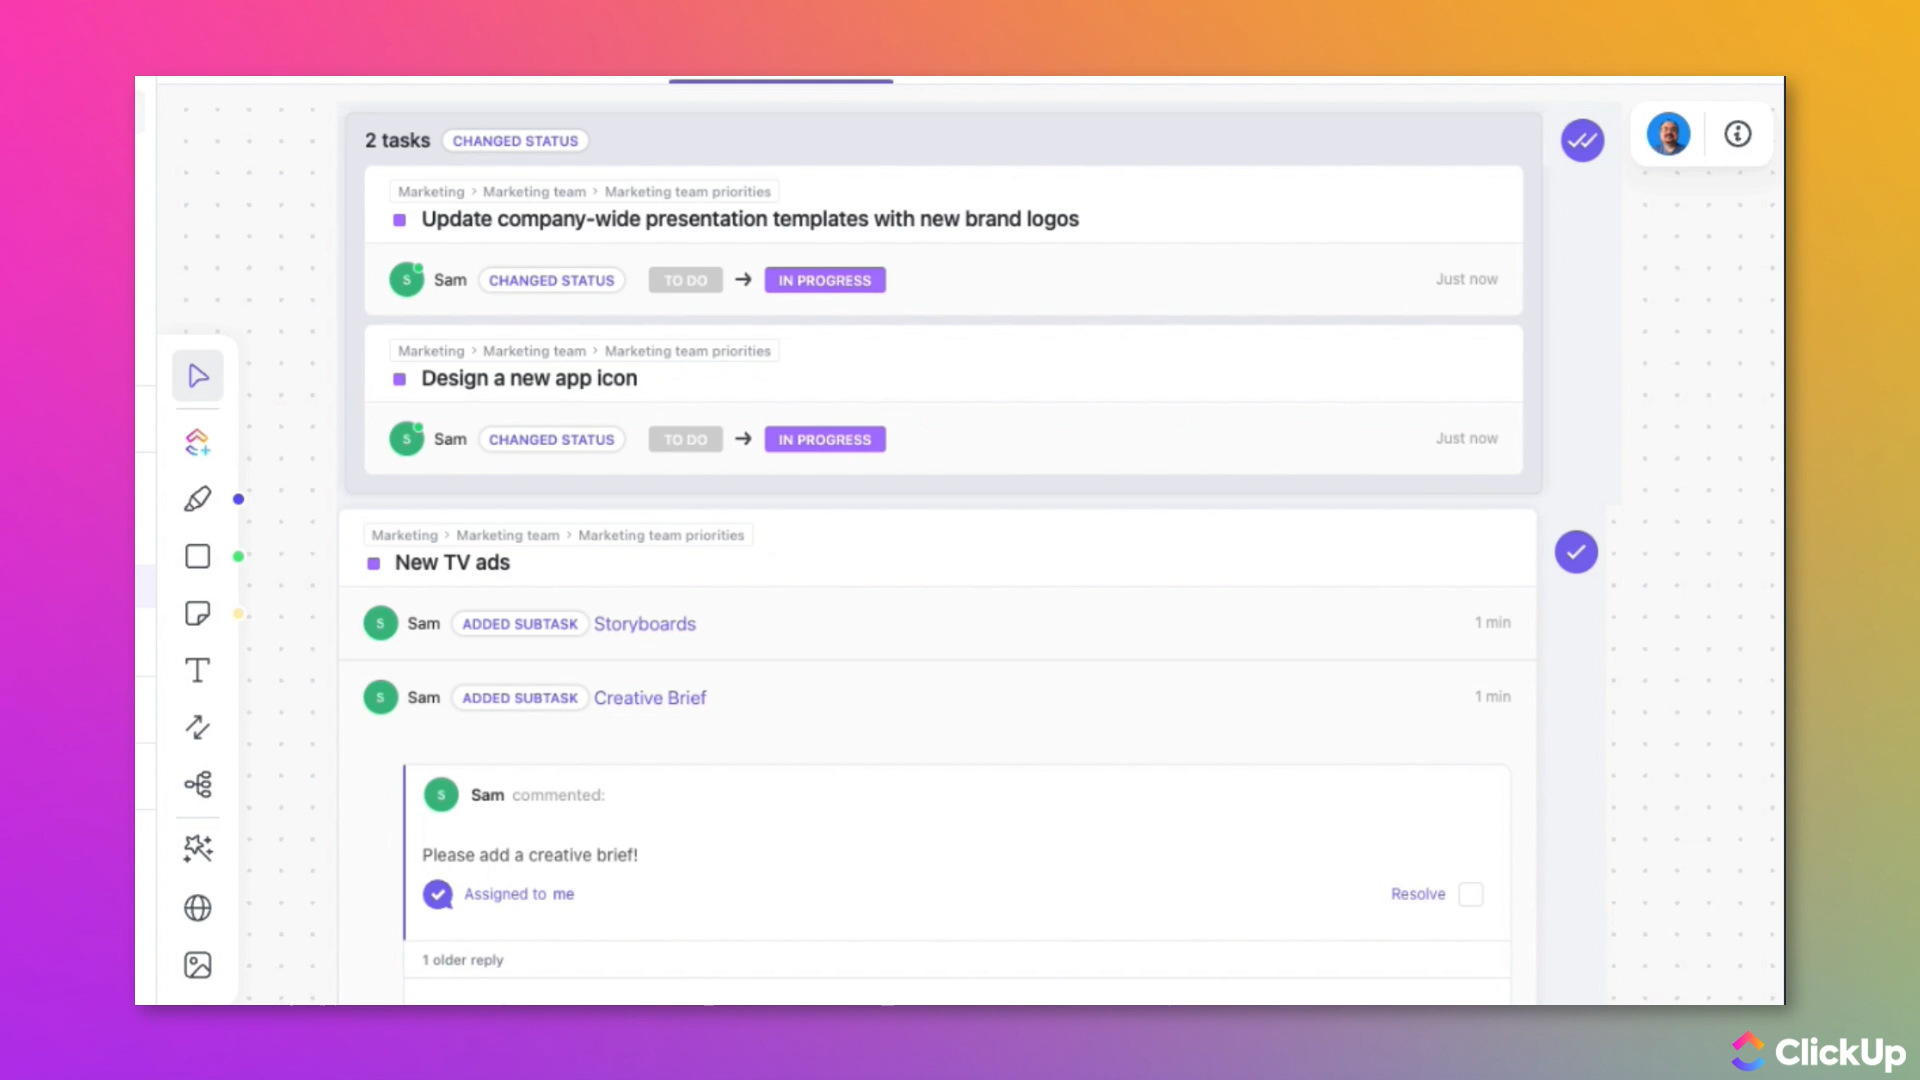 2 tasks CHANGED STATUS
Marketing > Marketing team > Marketing team priorities
Update company-wide presentation templates with new brand logos
S Sam CHANGED STATUS TO DO → IN PROGRESS Just now
Marketing > Marketing team > Marketing team priorities
Design a new app icon
S Sam CHANGED STATUS TO DO → IN PROGRESS Just now
Marketing > Marketing team > Marketing team priorities
New TV ads
S Sam ADDED SUBTASK Storyboards 1 min
S Sam ADDED SUBTASK Creative Brief 1 min
S Sam commented:
Please add a creative brief!
Assigned to me Resolve
1 older reply
ClickUp